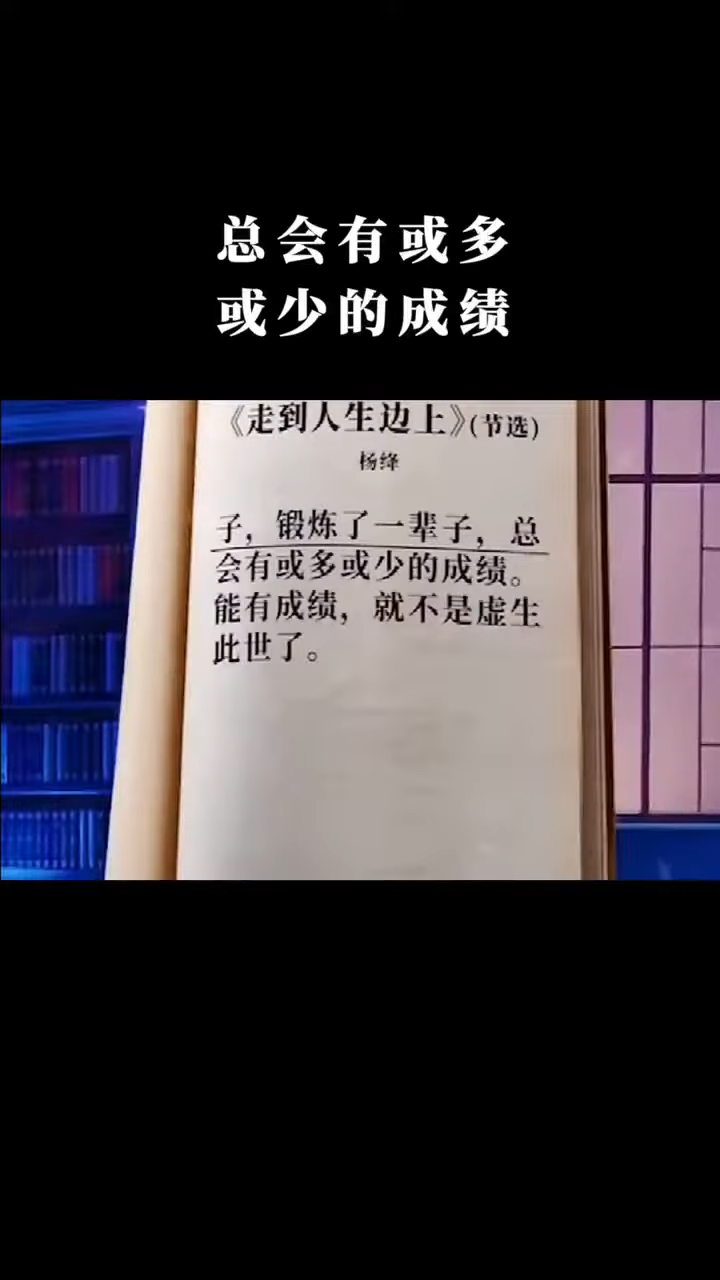 总会有或多
或少的成绩
《走到人生边上》(节选)
杨绛
子，锻炼了一辈子，总
会有或多或少的成绩。
能有成绩，就不是虚生
此世了。